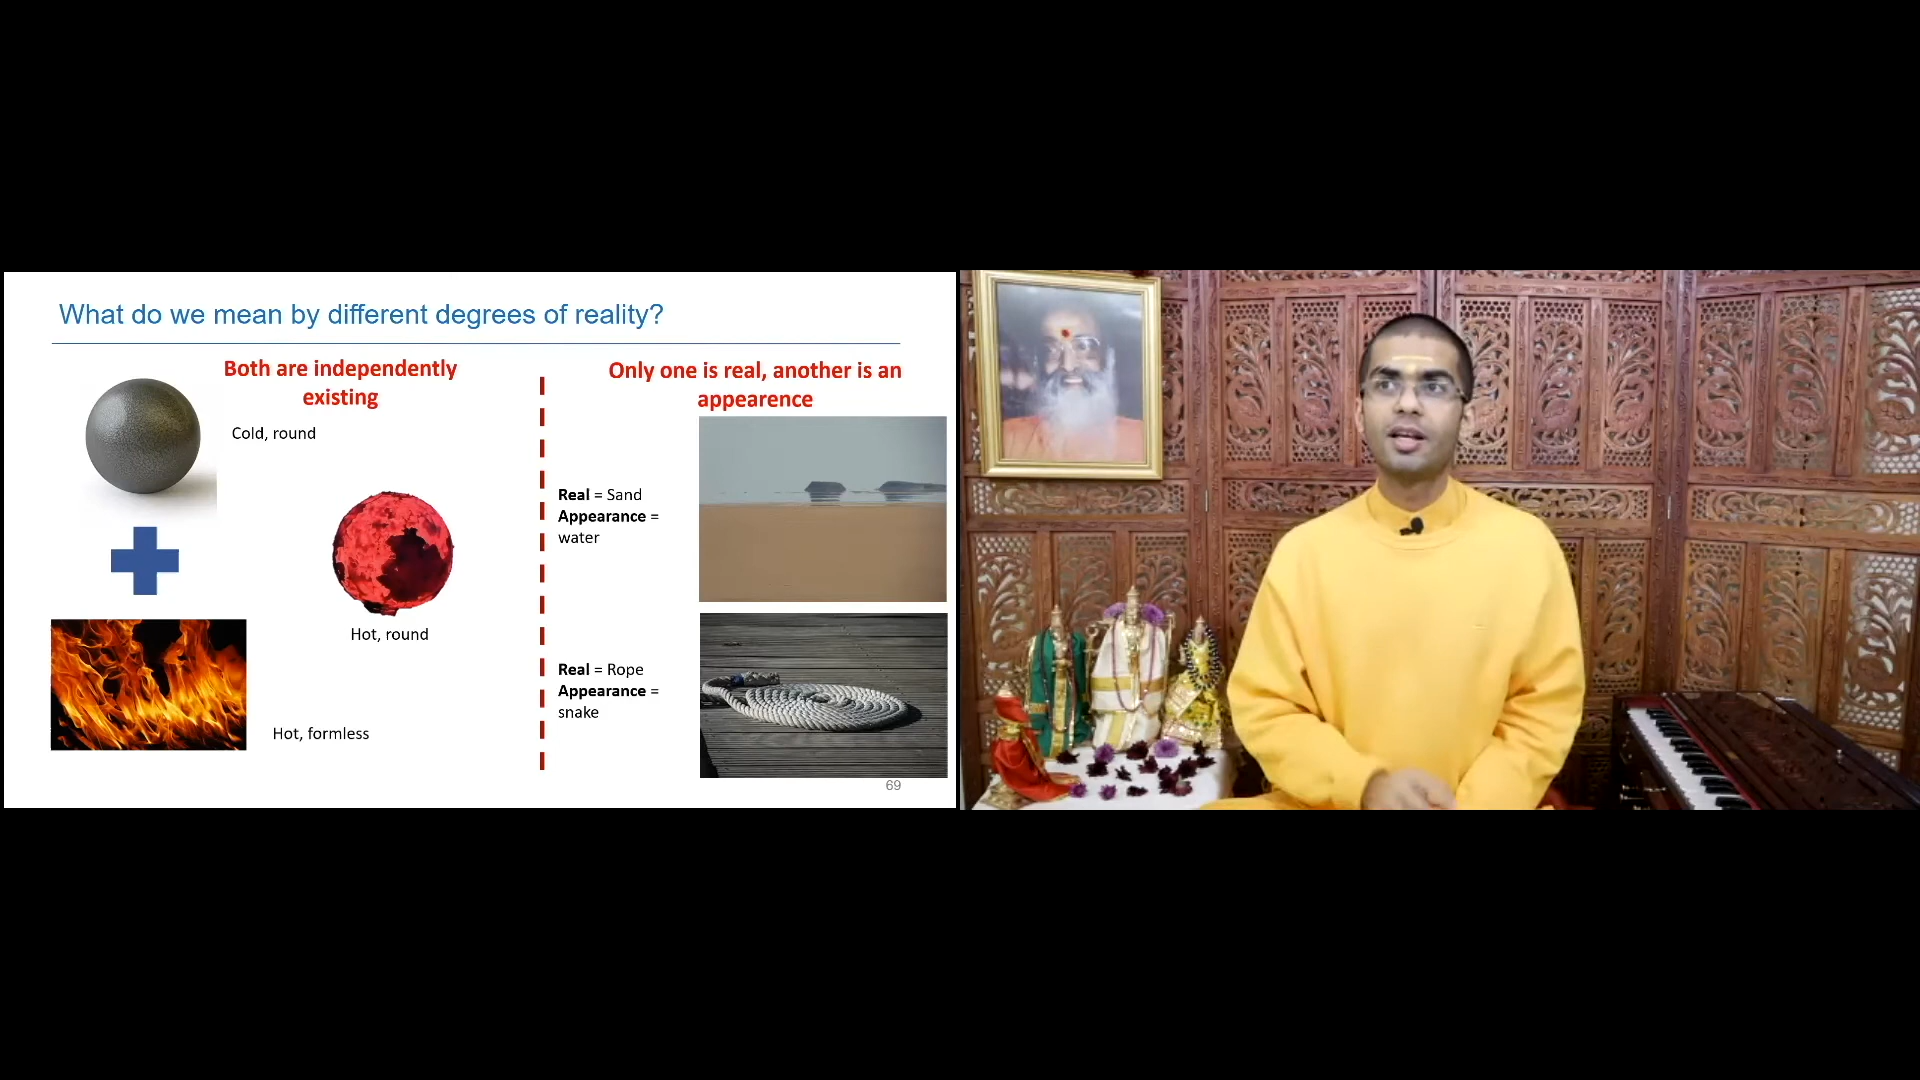 What do we mean by different degrees of reality?
Both are independently
existing
Only one is real, another is an
appearence
Cold, round
Real = Sand
Appearance =
water
Hot, round
Real = Rope
Appearance =
snake
Hot, formless
69